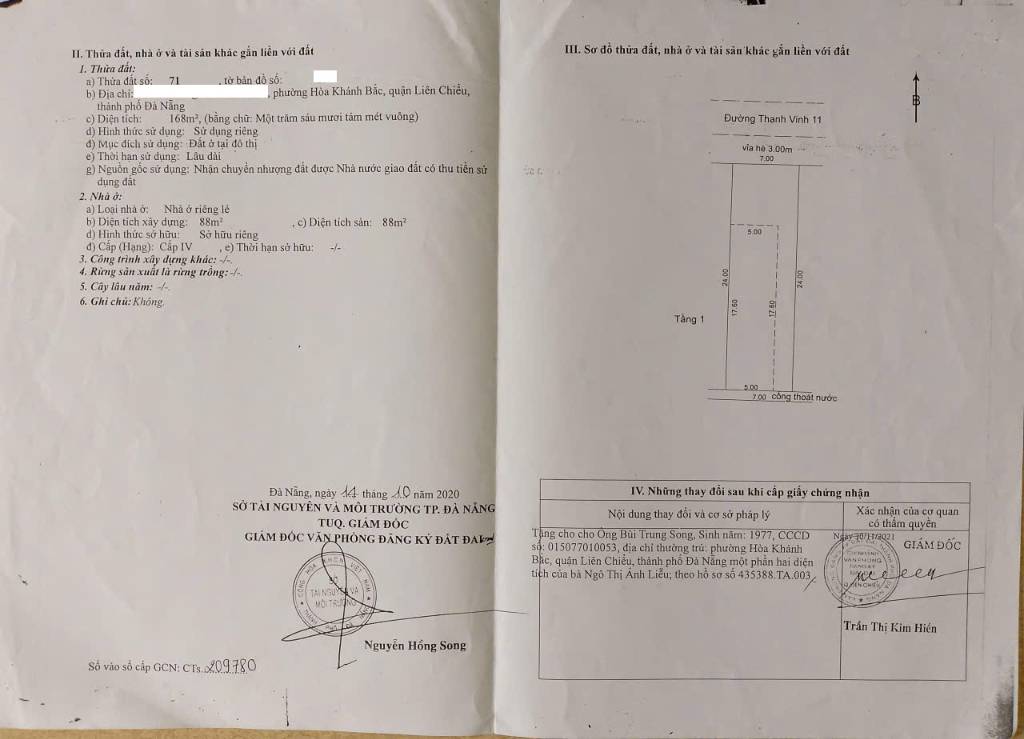 II. Thửa đất, nhà ở và tài sản khác gắn liền với đất
1. Thửa đất:
a) Thửa đất số: 71 , tờ bản đồ số:
b) Địa chỉ: , phường Hòa Khánh Bắc, quận Liên Chiểu,
thành phố Đà Nẵng
c) Diện tích: 168m², (bằng chữ: Một trăm sáu mươi tám mét vuông)
d) Hình thức sử dụng: Sử dụng riêng
đ) Mục đích sử dụng: Đất ở tại đô thị
e) Thời hạn sử dụng: Lâu dài
g) Nguồn gốc sử dụng: Nhận chuyển nhượng đất được Nhà nước giao đất có thu tiền sử
dụng đất
2. Nhà ở:
a) Loại nhà ở: Nhà ở riêng lẻ
b) Diện tích xây dựng: 88m² , c) Diện tích sàn: 88m²
d) Hình thức sở hữu: Sở hữu riêng
đ) Cấp (Hạng): Cấp IV , e) Thời hạn sở hữu: -/-
3. Công trình xây dựng khác: -/-.
4. Rừng sản xuất là rừng trồng: -/-.
5. Cây lâu năm: -/-.
6. Ghi chú: Không.
Đà Nẵng, ngày 14 tháng 10 năm 2020
SỞ TÀI NGUYÊN VÀ MÔI TRƯỜNG TP. ĐÀ NẴNG
TUQ. GIÁM ĐỐC
GIÁM ĐỐC VĂN PHÒNG ĐĂNG KÝ ĐẤT ĐAI
SỞ
TÀI NGUYÊN VÀ
MÔI TRƯỜNG
Nguyễn Hồng Song
Số vào sổ cấp GCN: CTs 209780
III. Sơ đồ thửa đất, nhà ở và tài sản khác gắn liền với đất
B
Đường Thanh Vinh 11
vỉa hè 3.00m
7.00
5.00
24.00
17.60
17.60
24.00
Tầng 1
5.00
7.00 cống thoát nước
IV. Những thay đổi sau khi cấp giấy chứng nhận
Nội dung thay đổi và cơ sở pháp lý
Xác nhận của cơ quan
có thẩm quyền
Tặng cho cho Ông Bùi Trung Song, Sinh năm: 1977, CCCD
số: 015077010053, địa chỉ thường trú: phường Hòa Khánh
Bắc, quận Liên Chiểu, thành phố Đà Nẵng một phần hai diện
tích của bà Ngô Thị Ánh Liễu; theo hồ sơ số 435388.TA.003
Ngày 30/11/2021
GIÁM ĐỐC
Trần Thị Kim Hiền